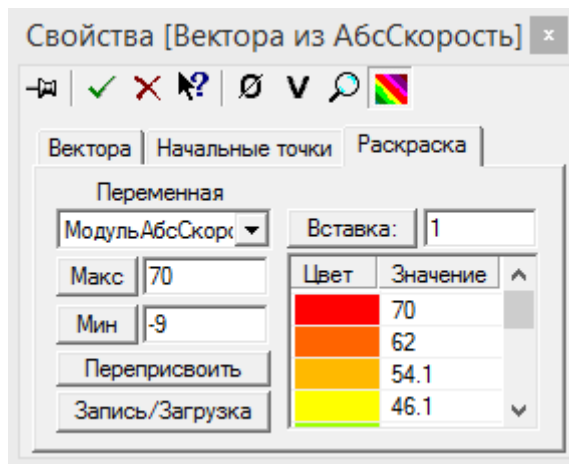 Свойства [Вектора из АбсСкорость] x
Вектора Начальные точки Раскраска
Переменная
МодульАбсСкорс Вставка: 1
Макс 70 Цвет Значение
Мин -9 70
62
Переприсвоить 54.1
Запись/Загрузка 46.1